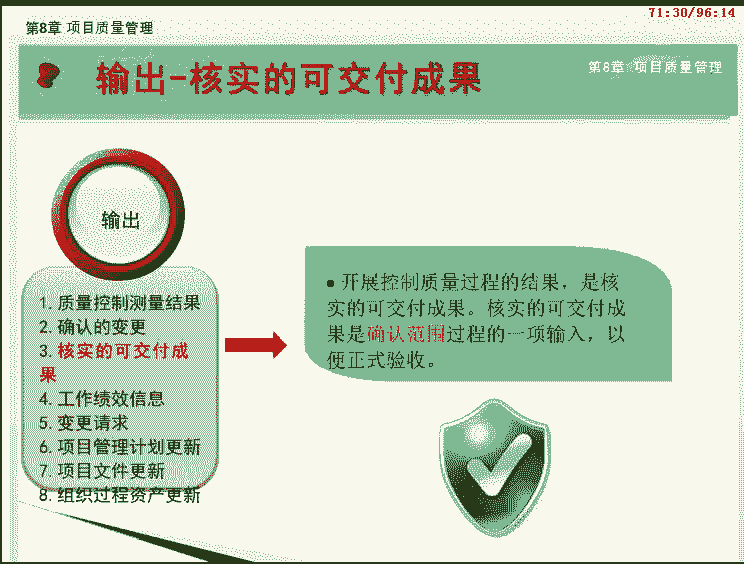 71:30/96:14
第8章 项目质量管理
输出-核实的可交付成果
第8章 项目质量管理
输出
1. 质量控制测量结果
2. 确认的变更
3. 核实的可交付成
果
4. 工作绩效信息
5. 变更请求
6. 项目管理计划更新
7. 项目文件更新
8. 组织过程资产更新
● 开展控制质量过程的结果，是核
实的可交付成果。核实的可交付成
果是确认范围过程的一项输入，以
便正式验收。